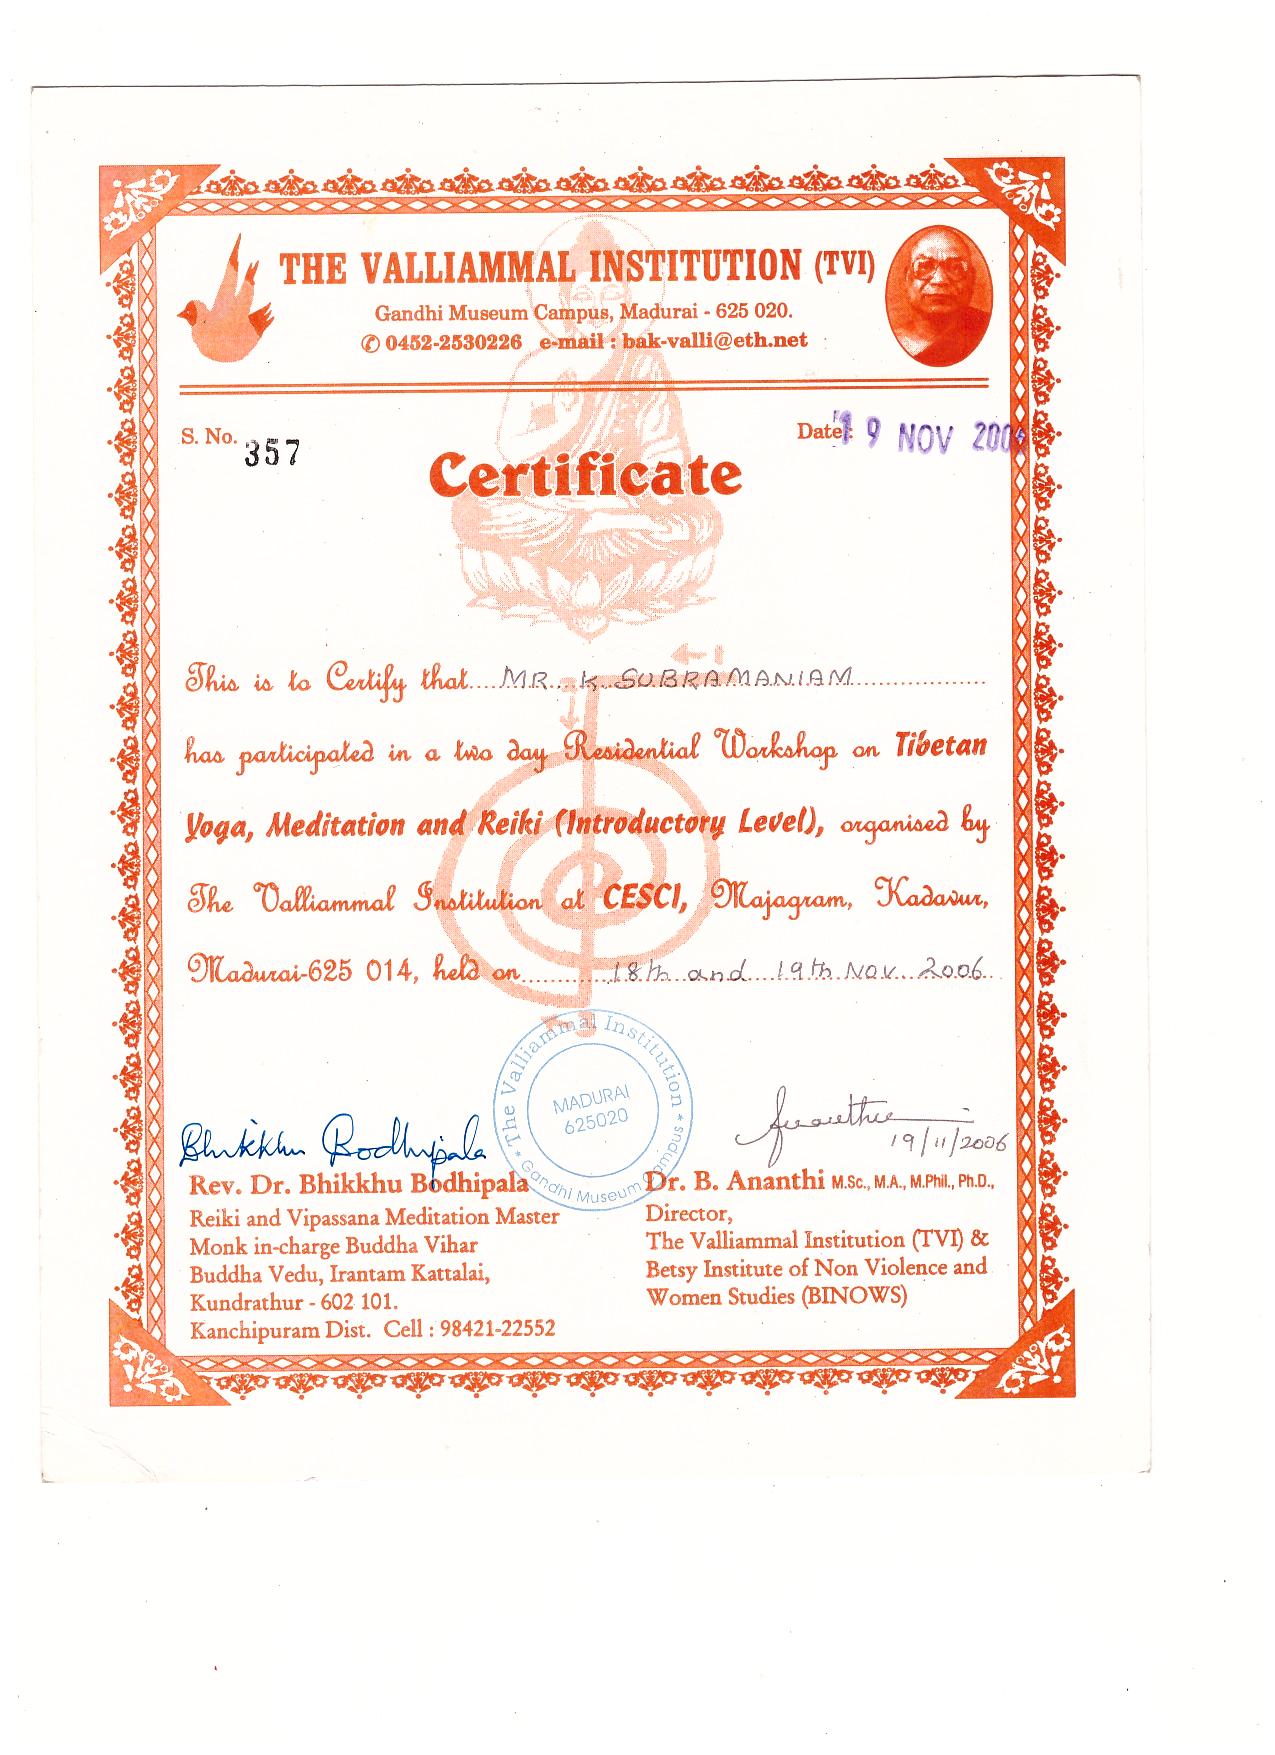 THE VALLIAMMAL INSTITUTION (TVI)
Gandhi Museum Campus, Madurai - 625 020.
✆ 0452-2530226 e-mail : bak-valli@eth.net
S. No. 357
Date: 19 NOV 2006
Certificate
This is to Certify that....MR. K. SUBRAMANIAM....
has participated in a two day Residential Workshop on Tibetan
Yoga, Meditation and Reiki (Introductory Level), organised by
The Valliammal Institution at CESCI, Majagram, Kadavur,
Madurai-625 014, held on....18th and 19th Nov. 2006..
The Valliammal Institution
* Gandhi Museum Campus *
MADURAI
625020
Bhikkhu Bodhipala
19/11/2006
Rev. Dr. Bhikkhu Bodhipala
Reiki and Vipassana Meditation Master
Monk in-charge Buddha Vihar
Buddha Vedu, Irantam Kattalai,
Kundrathur - 602 101.
Kanchipuram Dist. Cell : 98421-22552
Dr. B. Ananthi M.Sc., M.A., M.Phil., Ph.D.,
Director,
The Valliammal Institution (TVI) &
Betsy Institute of Non Violence and
Women Studies (BINOWS)